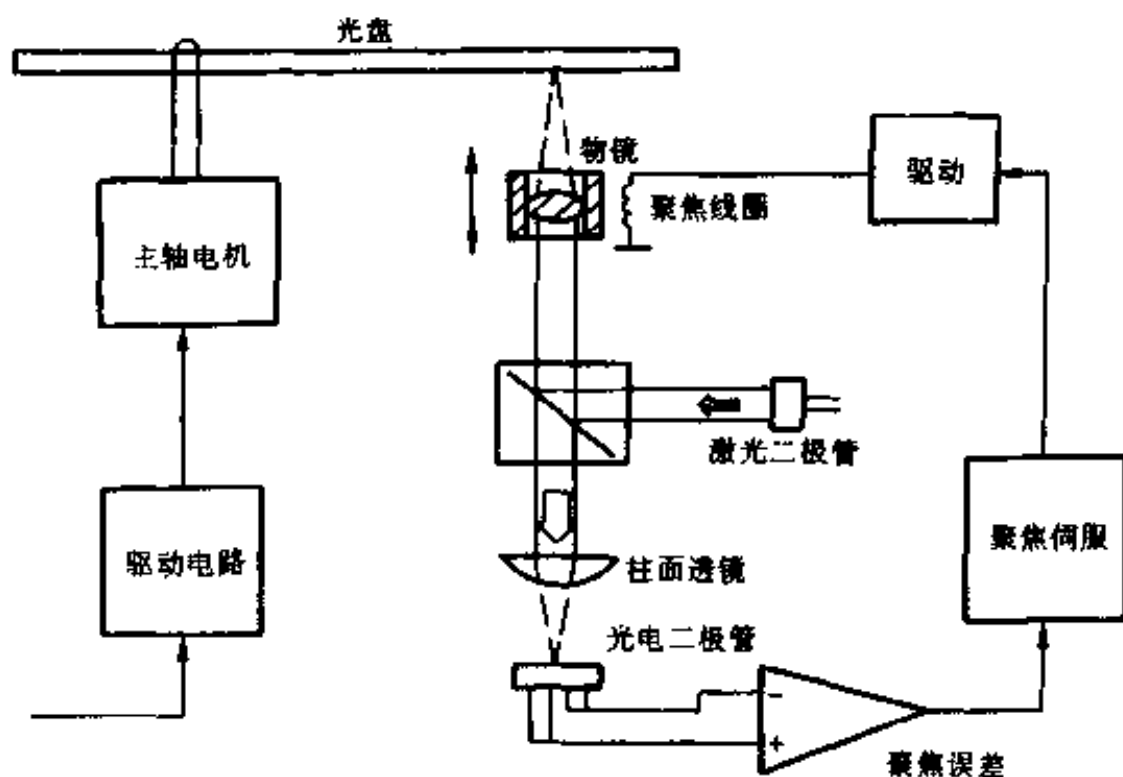 光盘
物镜
驱动
聚焦线圈
主轴电机
激光二极管
驱动电路
柱面透镜
聚焦伺服
光电二极管
−
+
聚焦误差